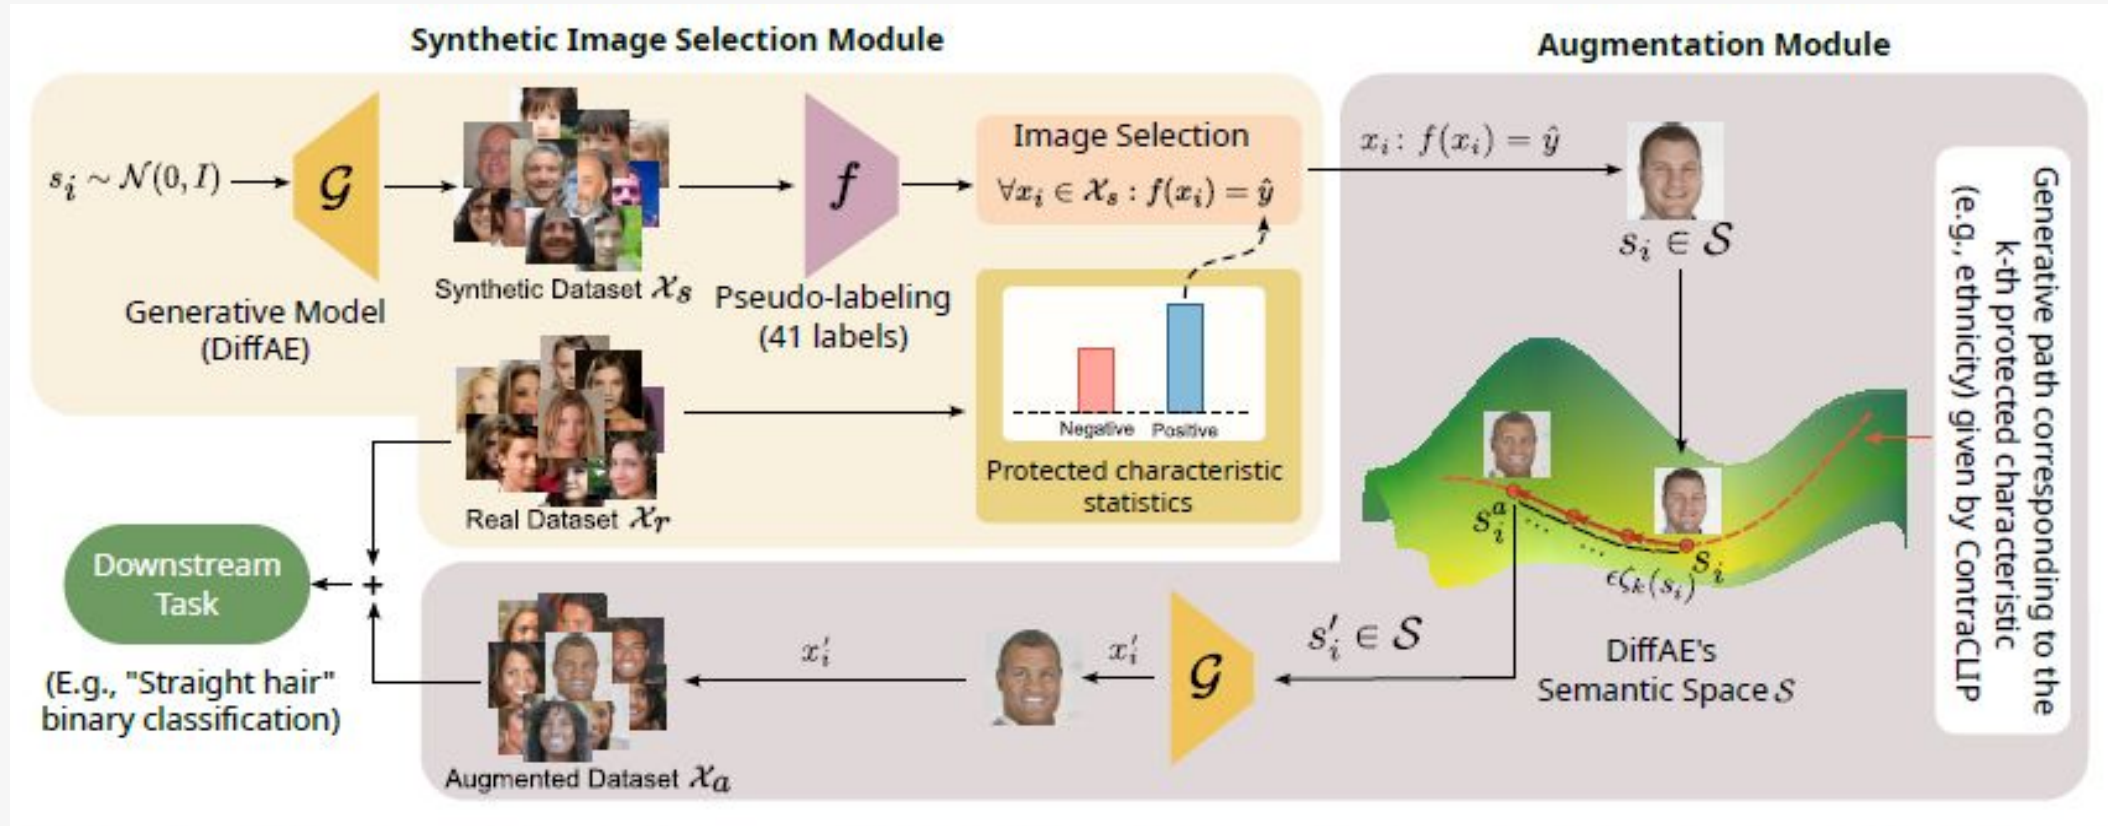 Synthetic Image Selection Module
s_i ∼ 𝒩(0, I)
𝒢
Generative Model
(DiffAE)
Synthetic Dataset 𝒳_s
f
Pseudo-labeling
(41 labels)
Image Selection
∀x_i ∈ 𝒳_s : f(x_i) = ŷ
Real Dataset 𝒳_r
Negative Positive
Protected characteristic
statistics
Augmentation Module
x_i : f(x_i) = ŷ
s_i ∈ 𝒮
Generative path corresponding to the
k-th protected characteristic
(e.g., ethnicity) given by ContraCLIP
s_i^a
... ...
s_i
εζ_k(s_i)
DiffAE's
Semantic Space 𝒮
s′_i ∈ 𝒮
𝒢
x′_i
x′_i
Augmented Dataset 𝒳_a
+
Downstream
Task
(E.g., "Straight hair"
binary classification)